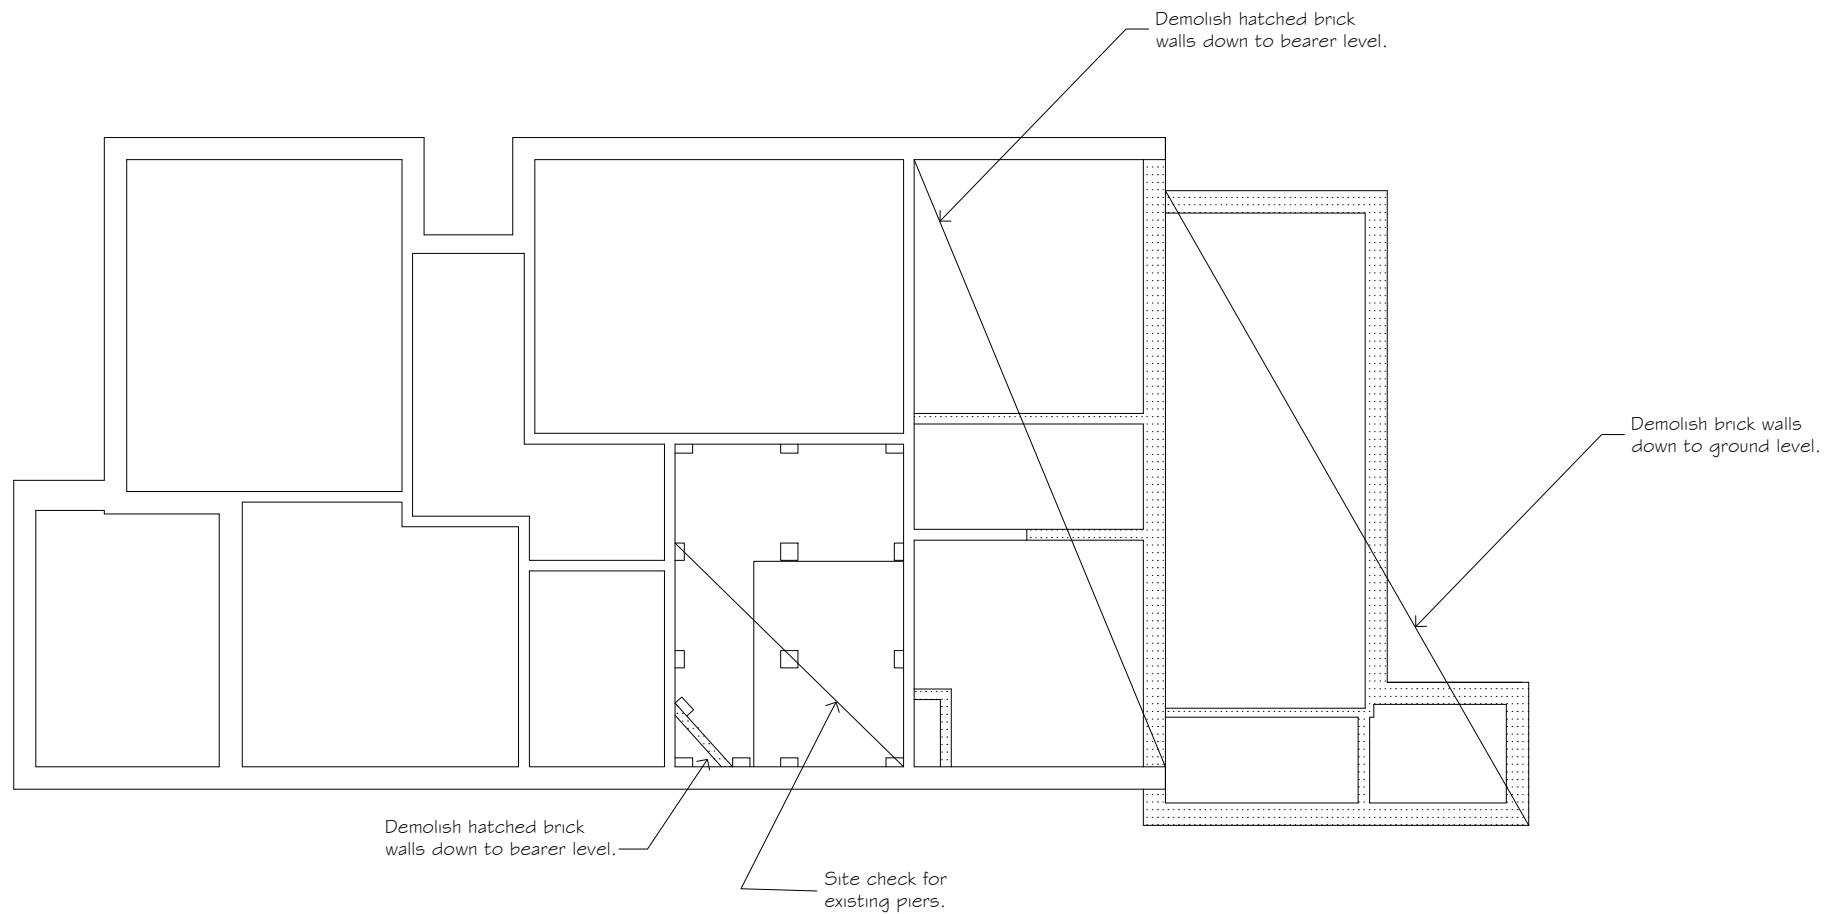 Demolish hatched brick
walls down to bearer level.
Demolish brick walls
down to ground level.
Demolish hatched brick
walls down to bearer level.
Site check for
existing piers.